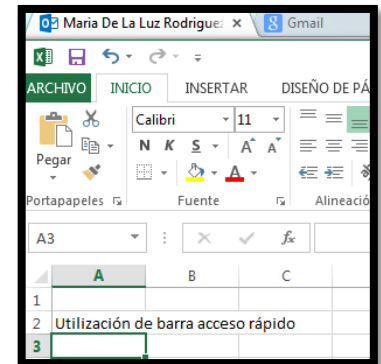 Maria De La Luz Rodriguez
Gmail
ARCHIVO INICIO INSERTAR DISEÑO DE PÁ
Calibri 11
N K S A A
Pegar A
Portapapeles Fuente Alineació
A3 fx
A B C
1
2 Utilización de barra acceso rápido
3